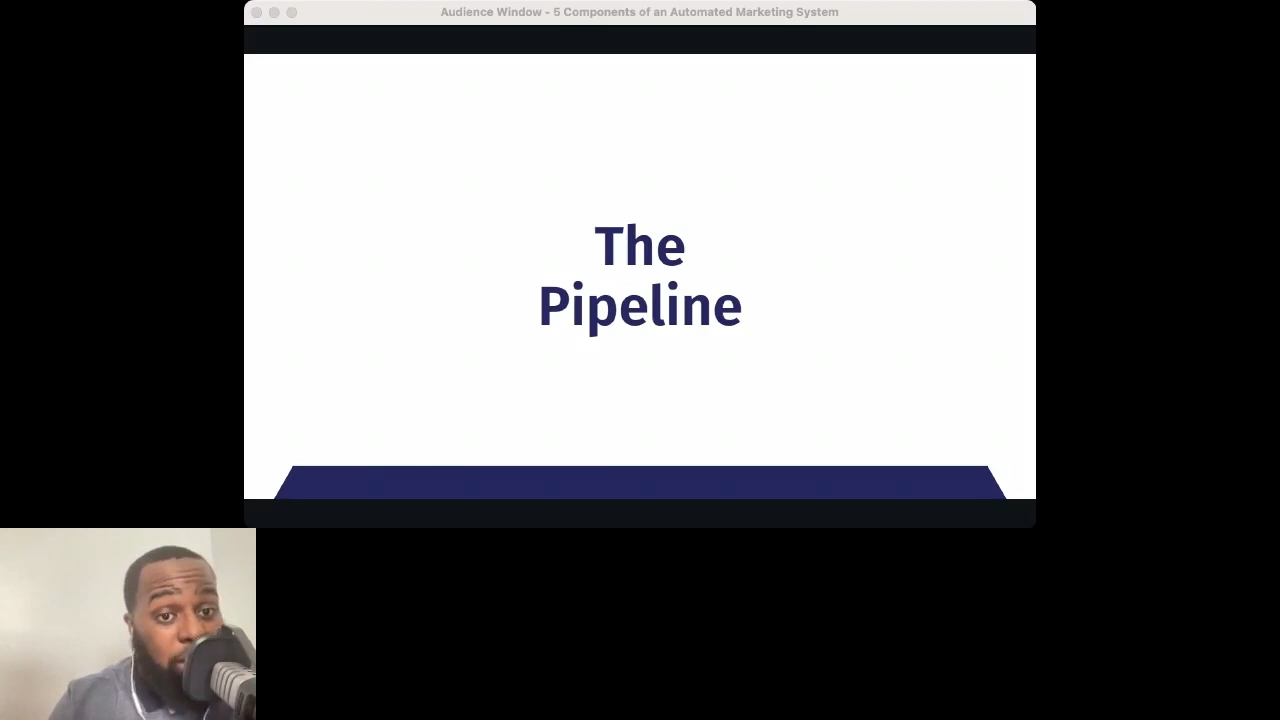 Audience Window - 5 Components of an Automated Marketing System
The
Pipeline